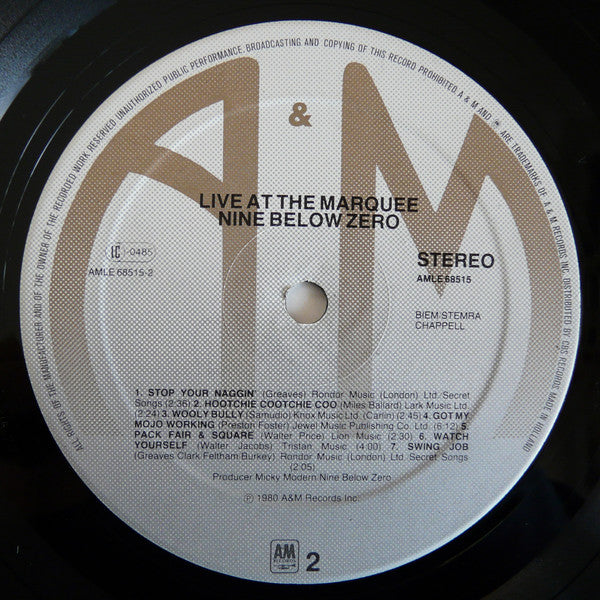 ALL RIGHTS OF THE MANUFACTURER AND OF THE OWNER OF THE RECORDED WORK RESERVED UNAUTHORIZED PUBLIC PERFORMANCE, BROADCASTING AND COPYING OF THIS RECORD PROHIBITED. A & M AND ARE TRADEMARKS OF A & M RECORDS INC. DISTRIBUTED BY CBS RECORDS MADE IN HOLLAND
A & M
LIVE AT THE MARQUEE
NINE BELOW ZERO
LC -0485
AMLE 68515-2
STEREO
AMLE 68515
BIEM STEMRA
CHAPPELL
1. STOP YOUR NAGGIN' (Greaves) Rondor Music (London) Ltd. Secret
Songs (2:35) 2. HOOTCHIE COOTCHIE COO (Miles Ballard) Lark Music Ltd.
(2:24) 3. WOOLY BULLY (Samudio) Knox Music Ltd. (Carlin) (2:45) 4. GOT MY
MOJO WORKING (Preston Foster) Jewel Music Publishing Co. Ltd. (6:12) 5.
PACK FAIR & SQUARE (Walter Price) Lion Music (2:30) 6. WATCH
YOURSELF (Walter Jacobs) Tristan Music (4:00) 7. SWING JOB
(Greaves Clark Feltham Burkey) Rondor Music (London) Ltd. Secret Songs
(2:05)
Producer Micky Modern Nine Below Zero
℗ 1980 A&M Records Inc.
AM
RECORDS
2